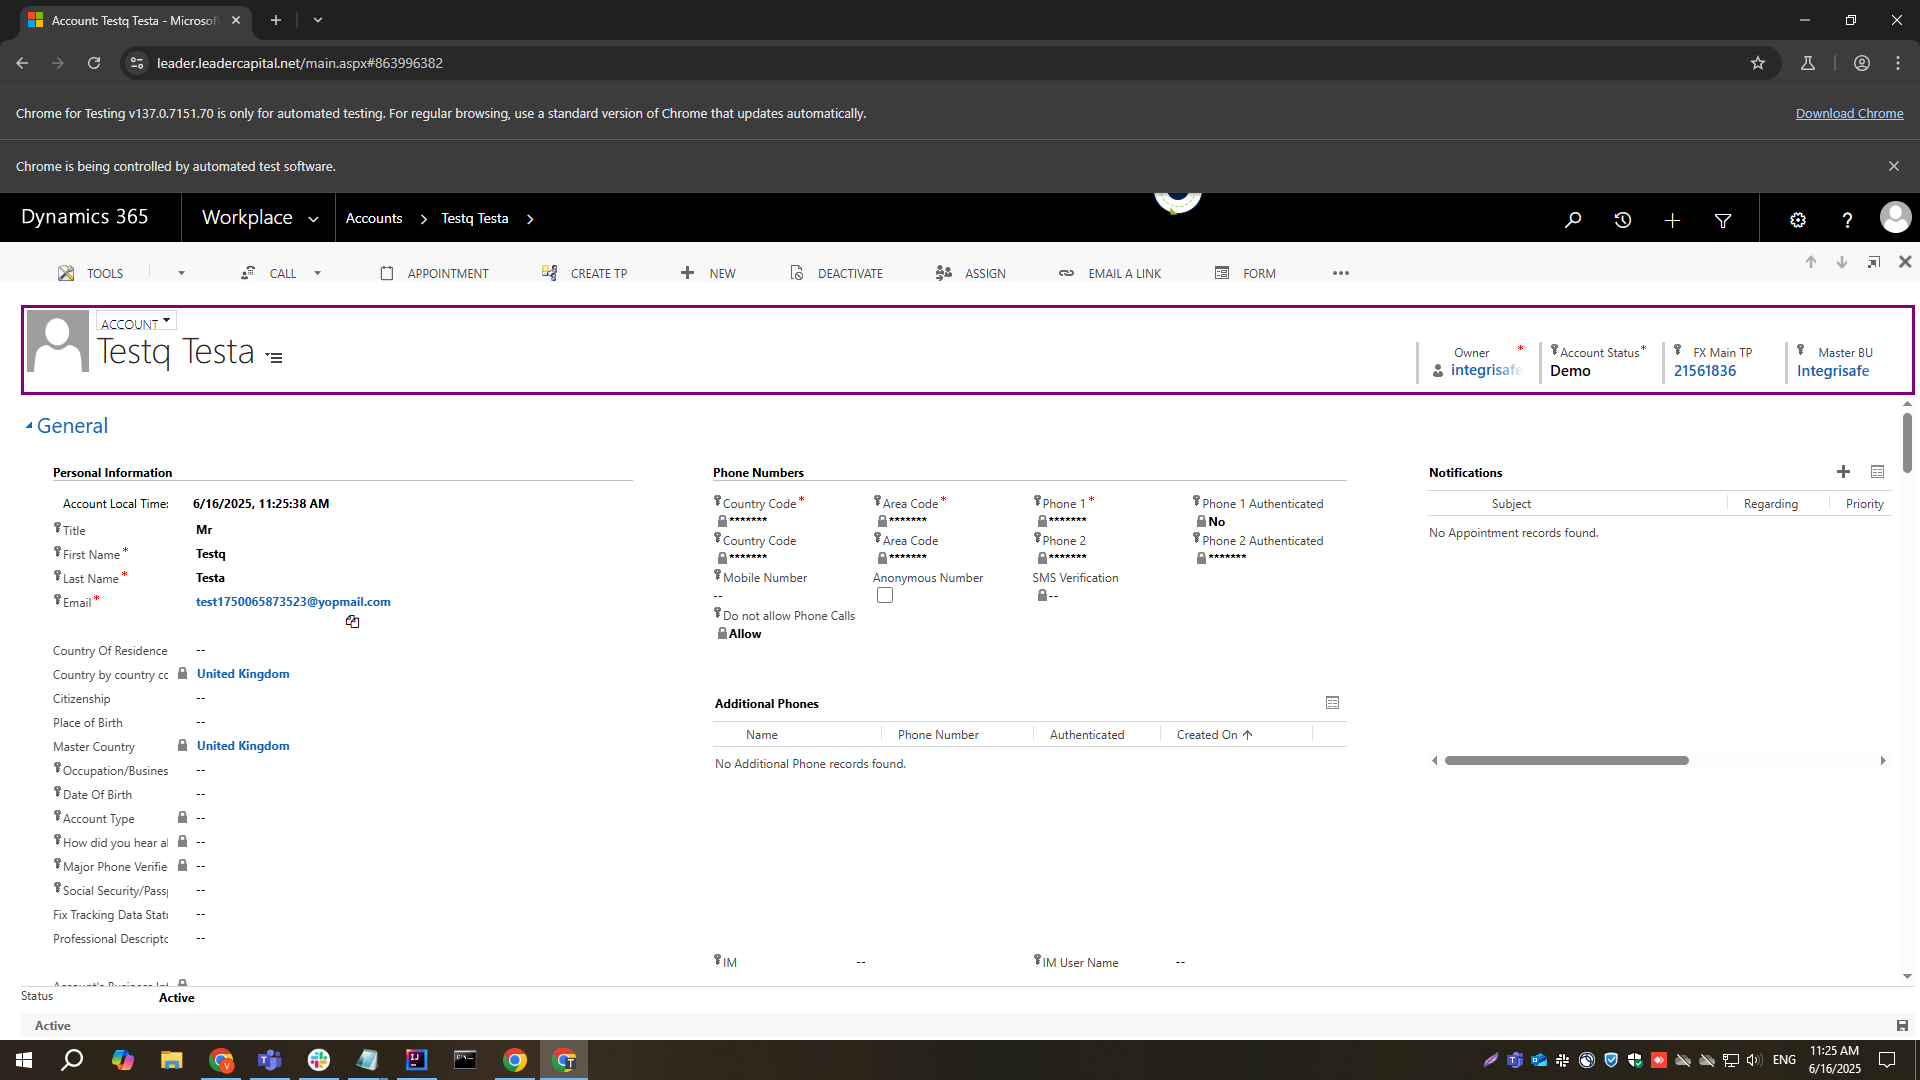 Account: Testq Testa - Microsof
leader.leadercapital.net/main.aspx#863996382
Chrome for Testing v137.0.7151.70 is only for automated testing. For regular browsing, use a standard version of Chrome that updates automatically.
Download Chrome
Chrome is being controlled by automated test software.
Dynamics 365
Workplace
Accounts
Testq Testa
TOOLS
CALL
APPOINTMENT
CREATE TP
NEW
DEACTIVATE
ASSIGN
EMAIL A LINK
FORM
ACCOUNT
Testq Testa
Owner *
integrisafe
Account Status *
Demo
FX Main TP
21561836
Master BU
Integrisafe
General
Personal Information
Account Local Time: 6/16/2025, 11:25:38 AM
Title Mr
First Name * Testq
Last Name * Testa
Email * test1750065873523@yopmail.com
Country Of Residence --
Country by country cc United Kingdom
Citizenship --
Place of Birth --
Master Country United Kingdom
Occupation/Busines --
Date Of Birth --
Account Type --
How did you hear al --
Major Phone Verifie --
Social Security/Pass --
Fix Tracking Data Statu --
Professional Descripto --
Phone Numbers
Country Code * Area Code * Phone 1 * Phone 1 Authenticated
******* ******* ******* No
Country Code Area Code Phone 2 Phone 2 Authenticated
******* ******* ******* *******
Mobile Number Anonymous Number SMS Verification
-- --
Do not allow Phone Calls
Allow
Additional Phones
Name Phone Number Authenticated Created On
No Additional Phone records found.
IM -- IM User Name --
Notifications
Subject Regarding Priority
No Appointment records found.
Status Active
Active
ENG
11:25 AM
6/16/2025